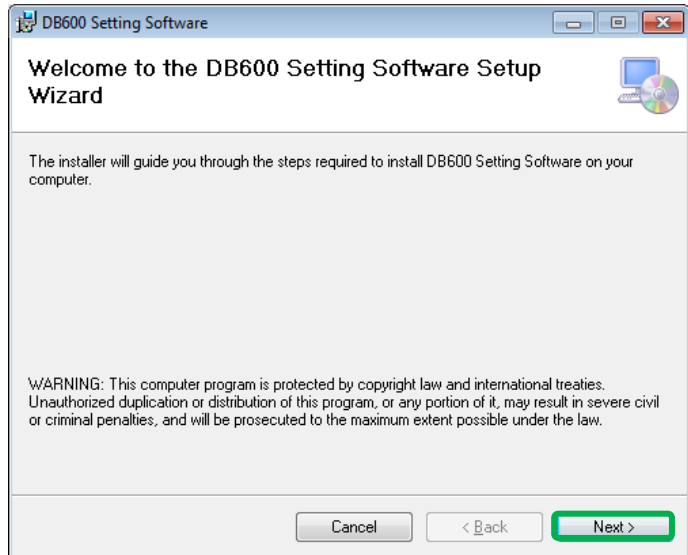 DB600 Setting Software
Welcome to the DB600 Setting Software Setup
Wizard
The installer will guide you through the steps required to install DB600 Setting Software on your
computer.
WARNING: This computer program is protected by copyright law and international treaties.
Unauthorized duplication or distribution of this program, or any portion of it, may result in severe civil
or criminal penalties, and will be prosecuted to the maximum extent possible under the law.
Cancel < Back Next >